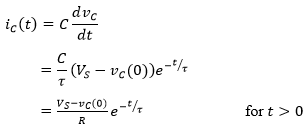 i_C(t) = C dv_C/dt
= C/τ (V_S − v_C(0))e^{−t/τ}
= V_S−v_C(0)/R e^{−t/τ} for t > 0